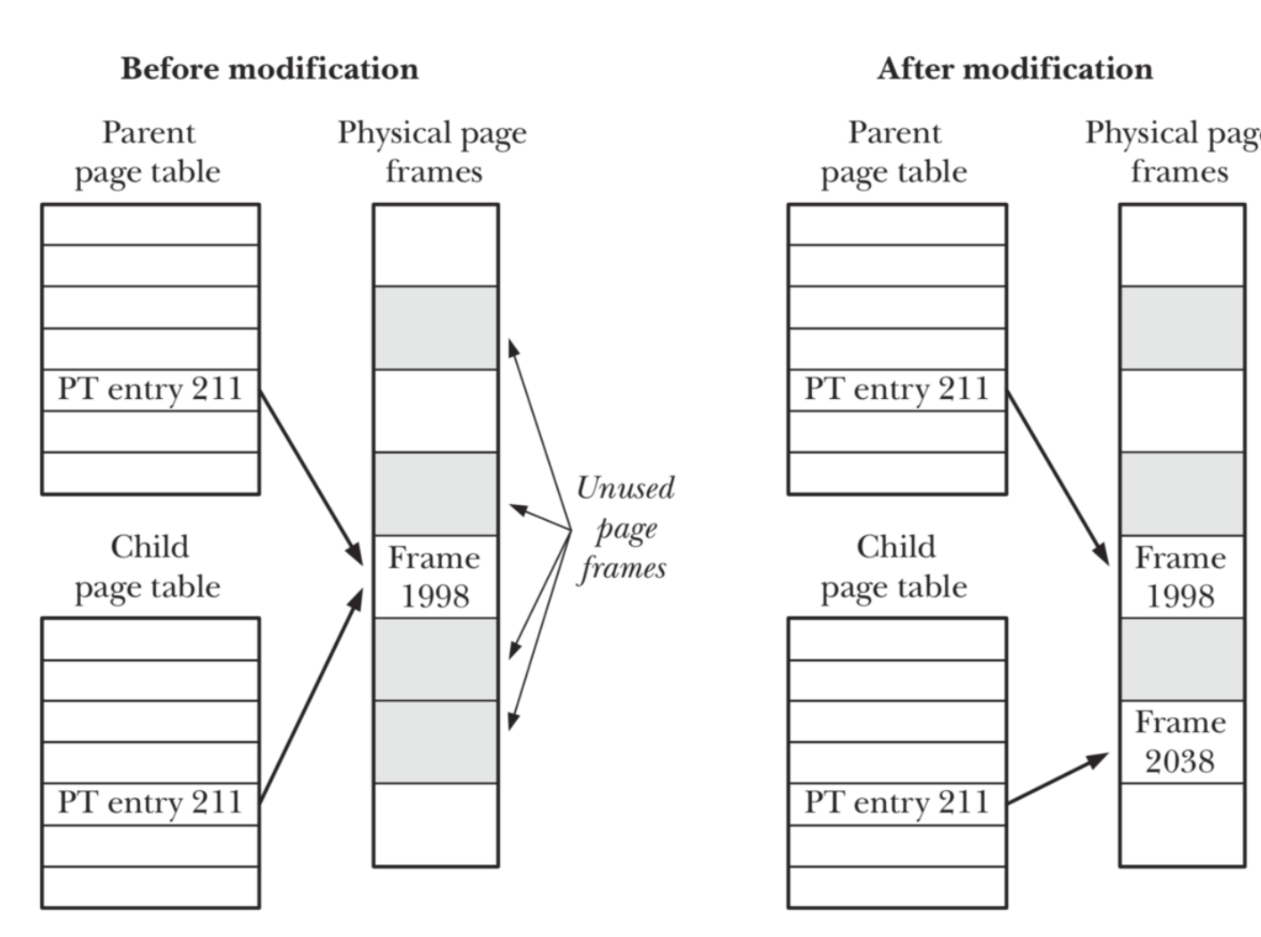 Before modification
Parent
page table
Physical page
frames
PT entry 211
Child
page table
PT entry 211
Frame
1998
Unused
page
frames
After modification
Parent
page table
Physical pag
frames
PT entry 211
Child
page table
PT entry 211
Frame
1998
Frame
2038